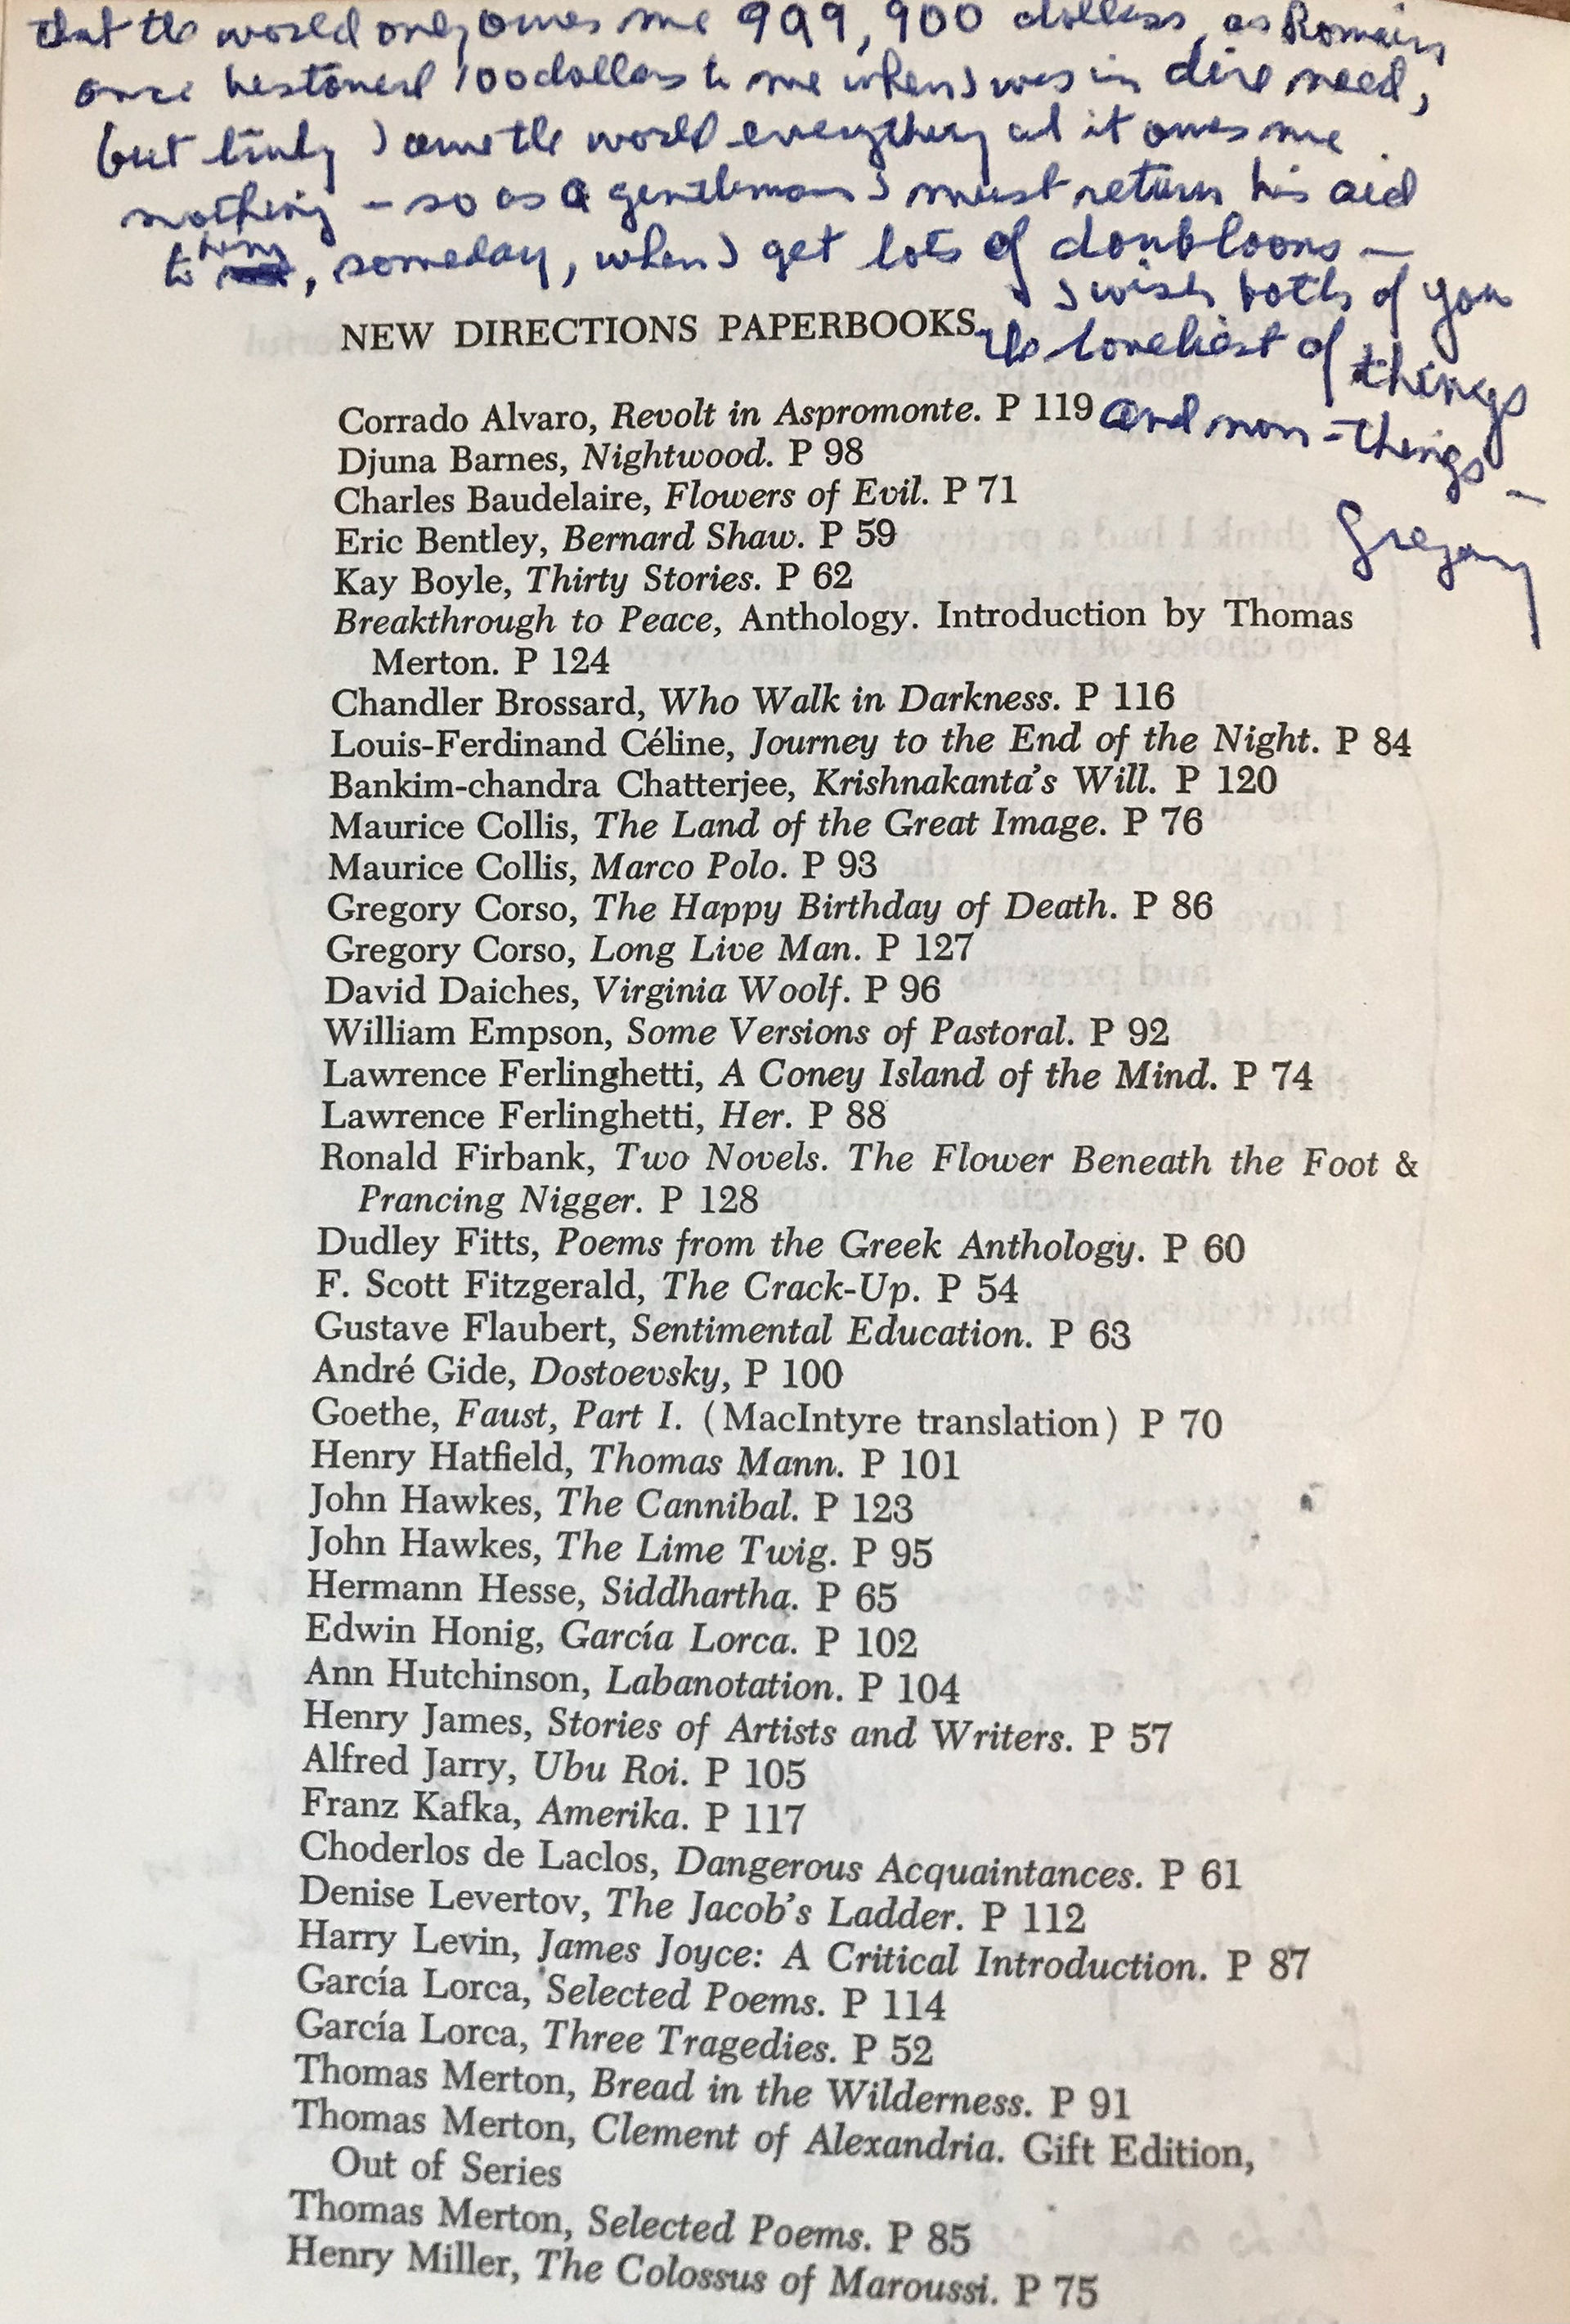 that the world only owes me 999,900 dollars, as Romain
once bestowed 100 dollars to me when I was in dire need,
but truly I owe the world everything and it owes me
nothing – so as a gentleman I must return his aid
to him, someday, when I get lots of doubloons –
I wish both of you
the loneliest of things
and non-things –
Gregory
NEW DIRECTIONS PAPERBOOKS
Corrado Alvaro, Revolt in Aspromonte. P 119
Djuna Barnes, Nightwood. P 98
Charles Baudelaire, Flowers of Evil. P 71
Eric Bentley, Bernard Shaw. P 59
Kay Boyle, Thirty Stories. P 62
Breakthrough to Peace, Anthology. Introduction by Thomas
Merton. P 124
Chandler Brossard, Who Walk in Darkness. P 116
Louis-Ferdinand Céline, Journey to the End of the Night. P 84
Bankim-chandra Chatterjee, Krishnakanta's Will. P 120
Maurice Collis, The Land of the Great Image. P 76
Maurice Collis, Marco Polo. P 93
Gregory Corso, The Happy Birthday of Death. P 86
Gregory Corso, Long Live Man. P 127
David Daiches, Virginia Woolf. P 96
William Empson, Some Versions of Pastoral. P 92
Lawrence Ferlinghetti, A Coney Island of the Mind. P 74
Lawrence Ferlinghetti, Her. P 88
Ronald Firbank, Two Novels. The Flower Beneath the Foot &
Prancing Nigger. P 128
Dudley Fitts, Poems from the Greek Anthology. P 60
F. Scott Fitzgerald, The Crack-Up. P 54
Gustave Flaubert, Sentimental Education. P 63
André Gide, Dostoevsky, P 100
Goethe, Faust, Part I. (MacIntyre translation) P 70
Henry Hatfield, Thomas Mann. P 101
John Hawkes, The Cannibal. P 123
John Hawkes, The Lime Twig. P 95
Hermann Hesse, Siddhartha. P 65
Edwin Honig, García Lorca. P 102
Ann Hutchinson, Labanotation. P 104
Henry James, Stories of Artists and Writers. P 57
Alfred Jarry, Ubu Roi. P 105
Franz Kafka, Amerika. P 117
Choderlos de Laclos, Dangerous Acquaintances. P 61
Denise Levertov, The Jacob's Ladder. P 112
Harry Levin, James Joyce: A Critical Introduction. P 87
García Lorca, Selected Poems. P 114
García Lorca, Three Tragedies. P 52
Thomas Merton, Bread in the Wilderness. P 91
Thomas Merton, Clement of Alexandria. Gift Edition,
Out of Series
Thomas Merton, Selected Poems. P 85
Henry Miller, The Colossus of Maroussi. P 75